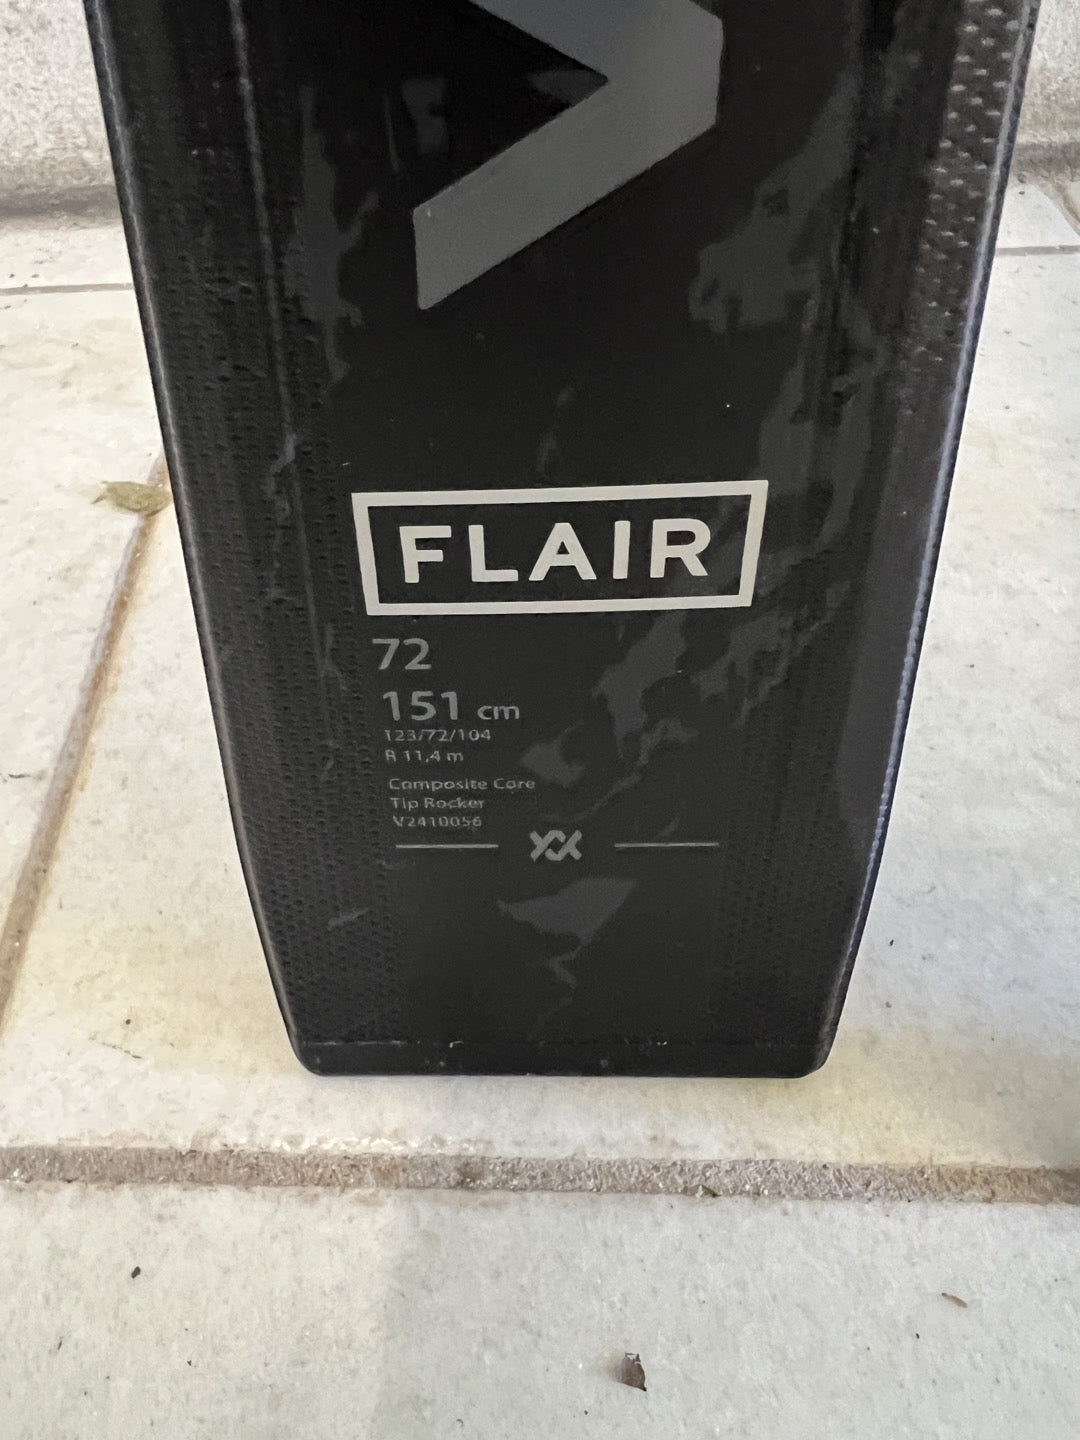 FLAIR
72
151 cm
123/72/104
R 11,4 m
Composite Core
Tip Rocker
V2410056